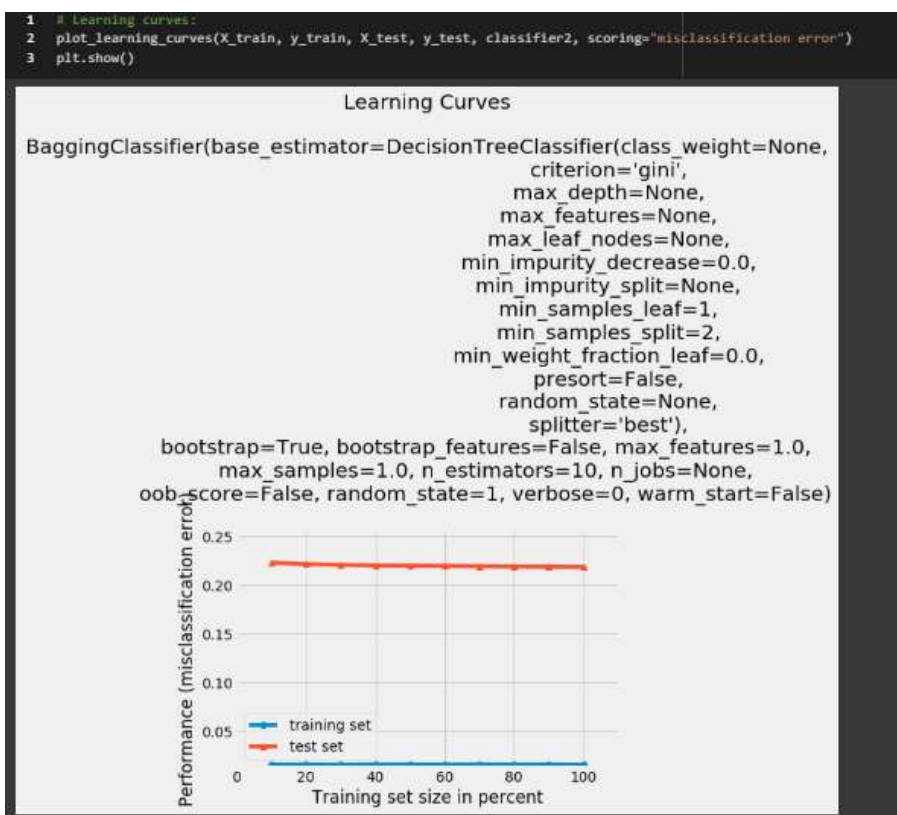 1 # Learning curves:
2 plot_learning_curves(X_train, y_train, X_test, y_test, classifier2, scoring="misclassification error")
3 plt.show()
Learning Curves
BaggingClassifier(base_estimator=DecisionTreeClassifier(class_weight=None,
criterion='gini',
max_depth=None,
max_features=None,
max_leaf_nodes=None,
min_impurity_decrease=0.0,
min_impurity_split=None,
min_samples_leaf=1,
min_samples_split=2,
min_weight_fraction_leaf=0.0,
presort=False,
random_state=None,
splitter='best'),
bootstrap=True, bootstrap_features=False, max_features=1.0,
max_samples=1.0, n_estimators=10, n_jobs=None,
oob_score=False, random_state=1, verbose=0, warm_start=False)
Performance (misclassification error)
0.25
0.20
0.15
0.10
0.05
training set
test set
0 20 40 60 80 100
Training set size in percent